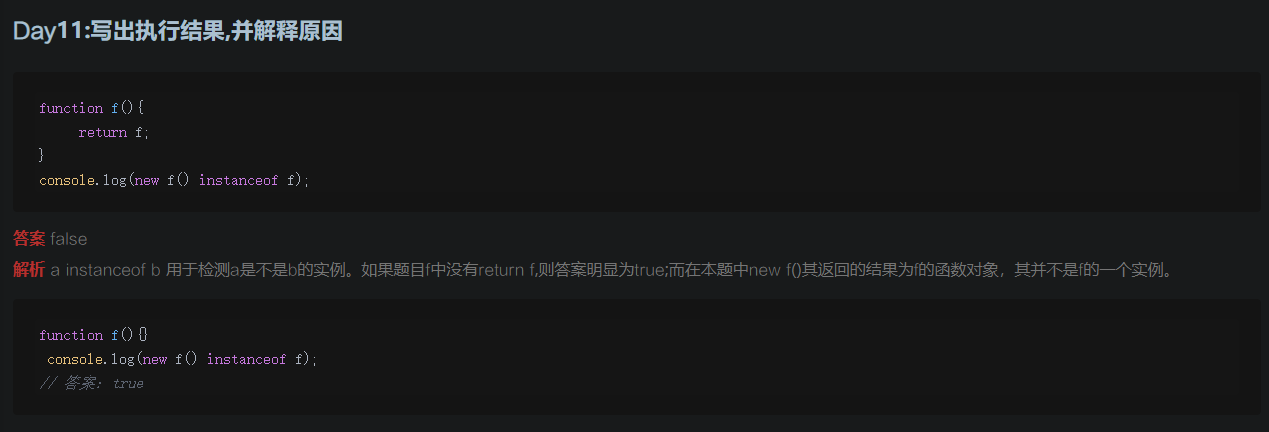 Day11:写出执行结果,并解释原因
function f(){
return f;
}
console.log(new f() instanceof f);
答案 false
解析 a instanceof b 用于检测a是不是b的实例。如果题目f中没有return f,则答案明显为true;而在本题中new f()其返回的结果为f的函数对象，其并不是f的一个实例。
function f(){}
console.log(new f() instanceof f);
// 答案: true